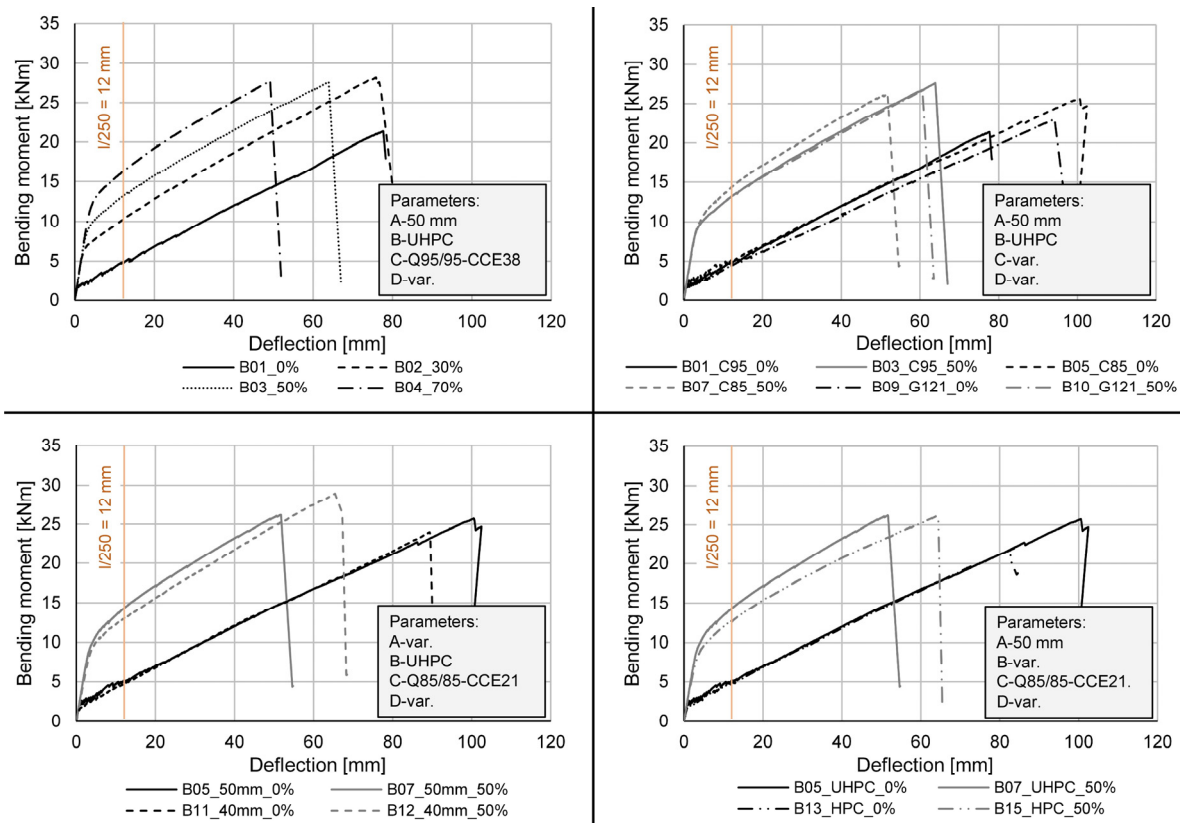 35
30
25
20
15
10
5
0
Bending moment [kNm]
l/250 = 12 mm
Parameters:
A-50 mm
B-UHPC
C-Q95/95-CCE38
D-var.
0 20 40 60 80 100 120
Deflection [mm]
B01_0% B02_30%
B03_50% B04_70%
35
30
25
20
15
10
5
0
Bending moment [kNm]
l/250 = 12 mm
Parameters:
A-50 mm
B-UHPC
C-var.
D-var.
0 20 40 60 80 100 120
Deflection [mm]
B01_C95_0% B03_C95_50% B05_C85_0%
B07_C85_50% B09_G121_0% B10_G121_50%
35
30
25
20
15
10
5
0
Bending moment [kNm]
l/250 = 12 mm
Parameters:
A-var.
B-UHPC
C-Q85/85-CCE21
D-var.
0 20 40 60 80 100 120
Deflection [mm]
B05_50mm_0% B07_50mm_50%
B11_40mm_0% B12_40mm_50%
35
30
25
20
15
10
5
0
Bending moment [kNm]
l/250 = 12 mm
Parameters:
A-50 mm
B-var.
C-Q85/85-CCE21.
D-var.
0 20 40 60 80 100 120
Deflection [mm]
B05_UHPC_0% B07_UHPC_50%
B13_HPC_0% B15_HPC_50%